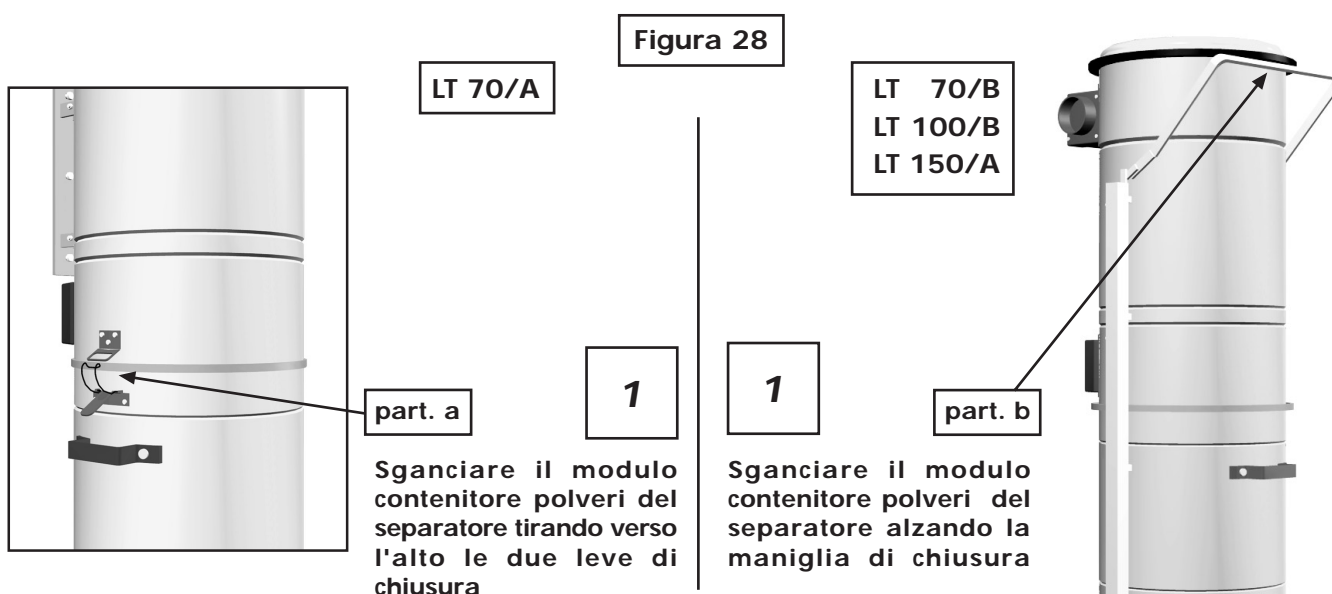 Figura 28
LT 70/A
part. a
1
Sganciare il modulo
contenitore polveri del
separatore tirando verso
l'alto le due leve di
chiusura
LT 70/B
LT 100/B
LT 150/A
1
part. b
Sganciare il modulo
contenitore polveri del
separatore alzando la
maniglia di chiusura